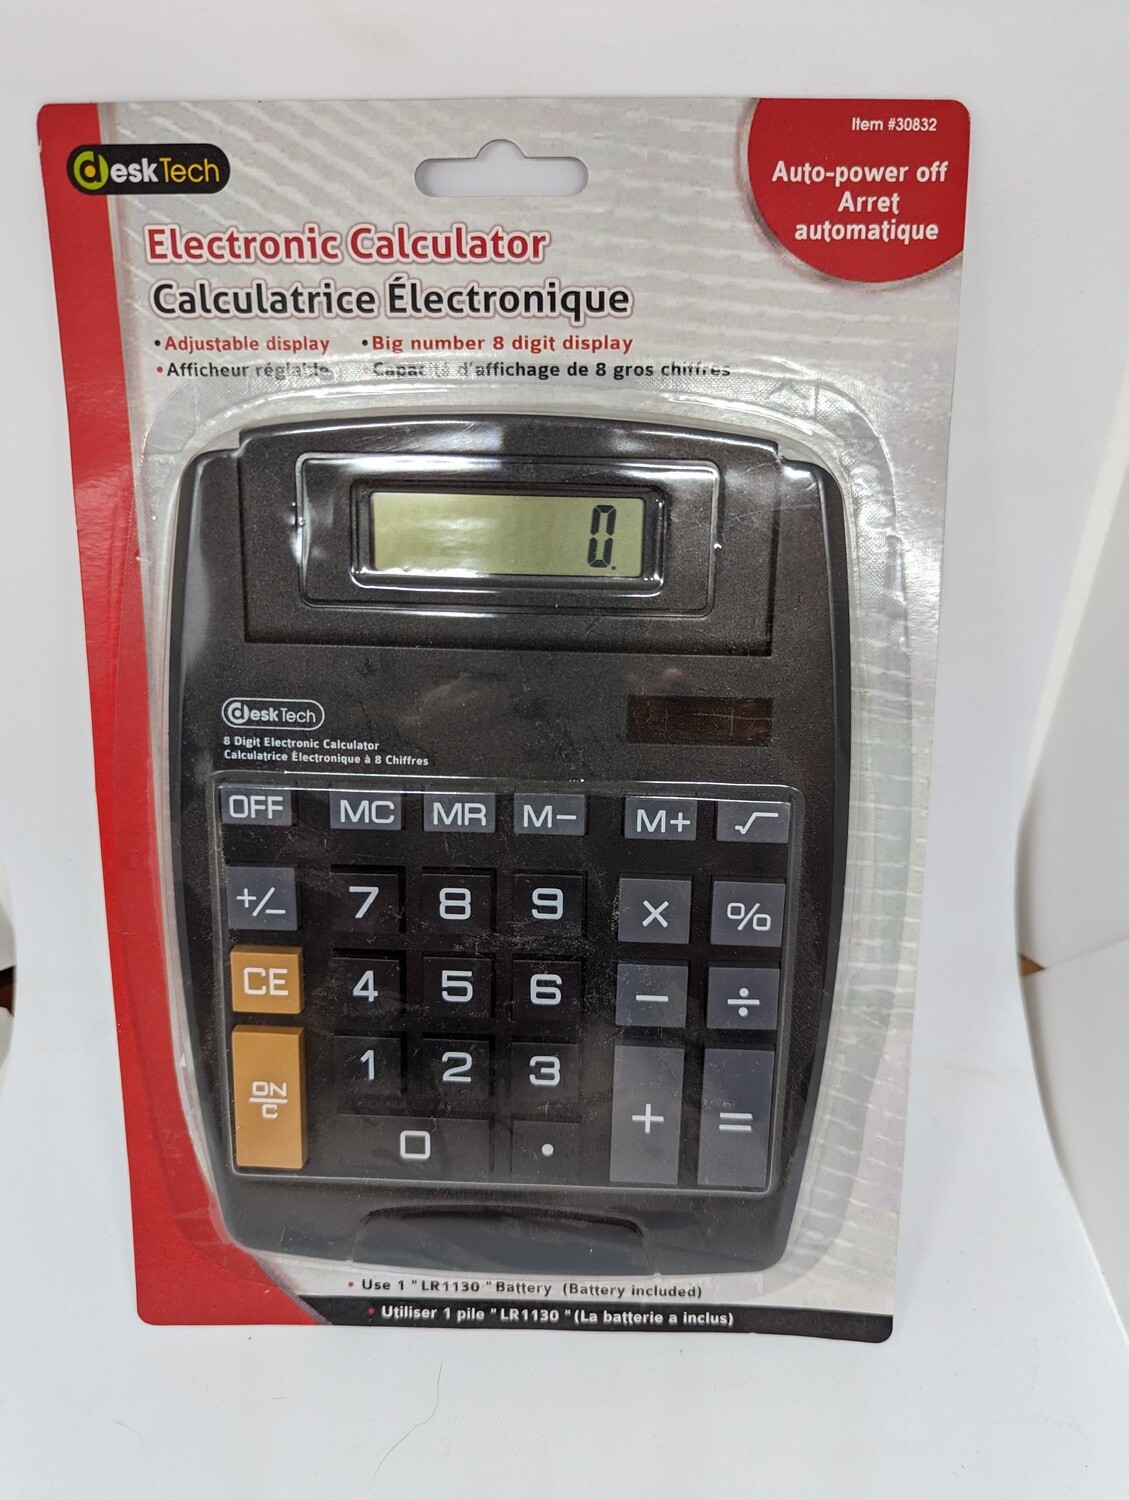 Item #30832
deskTech
Auto-power off
Arret
automatique
Electronic Calculator
Calculatrice Électronique
•Adjustable display •Big number 8 digit display
•Afficheur réglable •Capacité d'affichage de 8 gros chiffres
0.
deskTech
8 Digit Electronic Calculator
Calculatrice Électronique à 8 Chiffres
OFF MC MR M− M+ √
+/− 7 8 9 × %
CE 4 5 6 − ÷
ON/C 1 2 3 + =
0 .
• Use 1 "LR1130" Battery (Battery included)
• Utiliser 1 pile "LR1130" (La batterie a inclus)